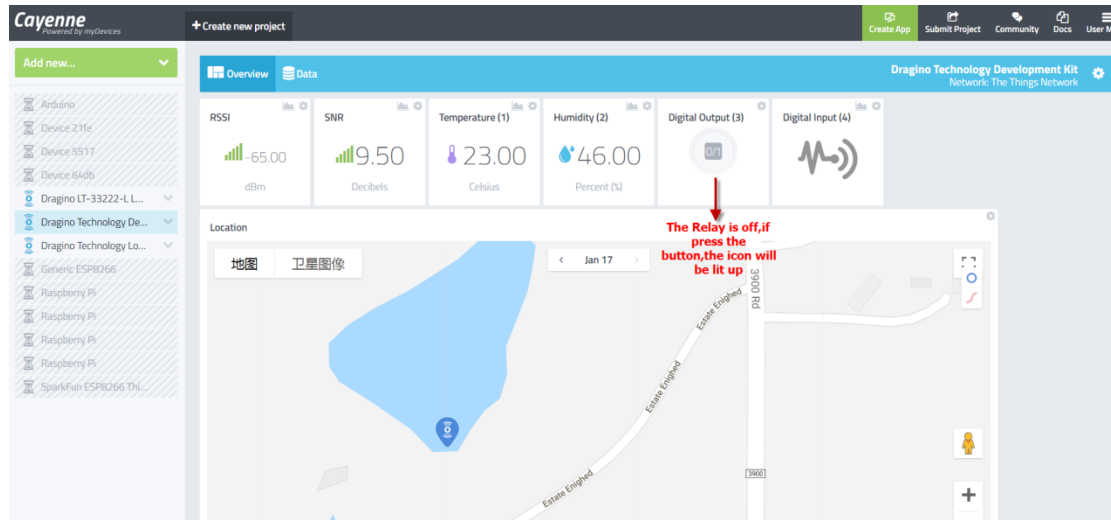 Cayenne
Powered by myDevices
+ Create new project
Create App
Submit Project
Community
Docs
User M
Add new...
Overview
Data
Dragino Technology Development Kit
Network: The Things Network
Arduino
Device 21fe
Device 5517
Device 64db
Dragino LT-33222-L L...
Dragino Technology De...
Dragino Technology Lo...
Generic ESP8266
Raspberry Pi
Raspberry Pi
Raspberry Pi
Raspberry Pi
SparkFun ESP8266 Thi...
RSSI
-65.00
dBm
SNR
9.50
Decibels
Temperature (1)
23.00
Celsius
Humidity (2)
46.00
Percent (%)
Digital Output (3)
0/1
Digital Input (4)
The Relay is off,if
press the
button,the icon will
be lit up
Location
地图
卫星图像
< Jan 17 >
3900 Rd
Estate Enighed
Estate Enighed
Estate Enighed
3900
+